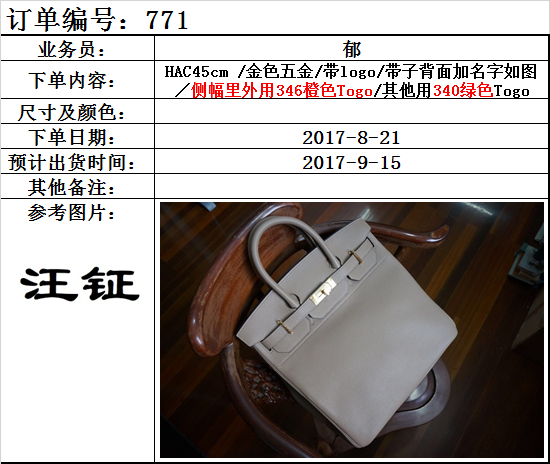 订单编号：771
业务员：
郁
下单内容：
HAC45cm /金色五金/带logo/带子背面加名字如图
／侧幅里外用346橙色Togo/其他用340绿色Togo
尺寸及颜色：
下单日期：
2017-8-21
预计出货时间：
2017-9-15
其他备注：
参考图片：
汪钲